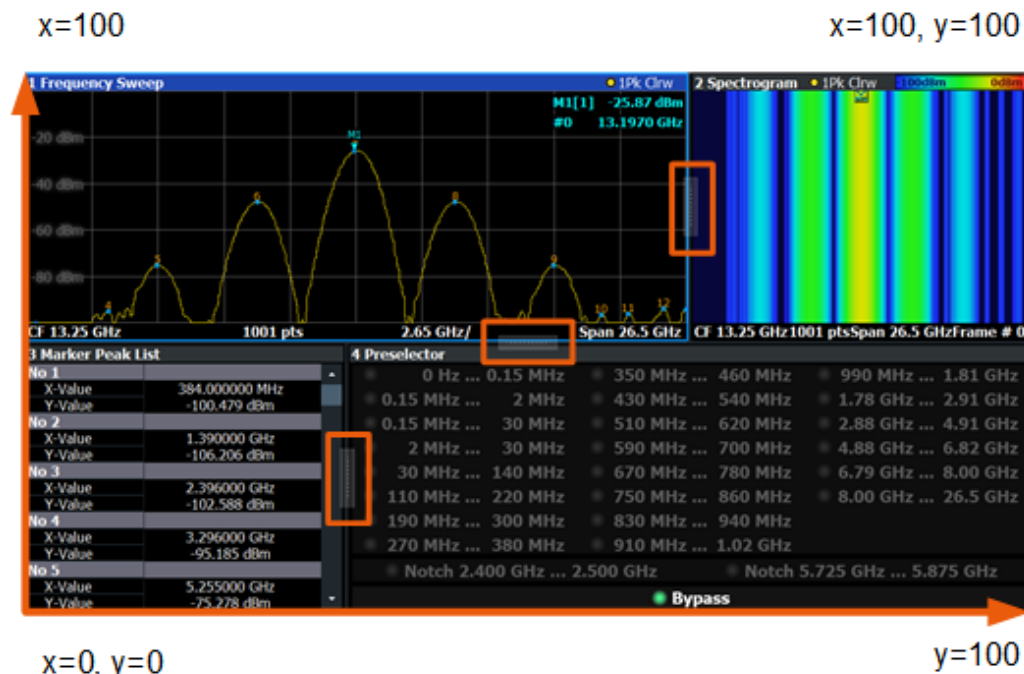 x=100
x=100, y=100
1 Frequency Sweep
1Pk Clrw
2 Spectrogram
1Pk Clrw
-100dBm
0dBm
M1[1] -25.87 dBm
#0 13.1970 GHz
M1
-20 dBm
-40 dBm
-60 dBm
-80 dBm
4
5
6
8
9
10
11
12
CF 13.25 GHz 1001 pts 2.65 GHz/ Span 26.5 GHz
CF 13.25 GHz 1001 pts Span 26.5 GHz Frame # 0
3 Marker Peak List
No 1
X-Value 384.000000 MHz
Y-Value -100.479 dBm
No 2
X-Value 1.390000 GHz
Y-Value -106.206 dBm
No 3
X-Value 2.396000 GHz
Y-Value -102.588 dBm
No 4
X-Value 3.296000 GHz
Y-Value -95.185 dBm
No 5
X-Value 5.255000 GHz
Y-Value -75.278 dBm
4 Preselector
0 Hz ... 0.15 MHz 350 MHz ... 460 MHz 990 MHz ... 1.81 GHz
0.15 MHz ... 2 MHz 430 MHz ... 540 MHz 1.78 GHz ... 2.91 GHz
0.15 MHz ... 30 MHz 510 MHz ... 620 MHz 2.88 GHz ... 4.91 GHz
2 MHz ... 30 MHz 590 MHz ... 700 MHz 4.88 GHz ... 6.82 GHz
30 MHz ... 140 MHz 670 MHz ... 780 MHz 6.79 GHz ... 8.00 GHz
110 MHz ... 220 MHz 750 MHz ... 860 MHz 8.00 GHz ... 26.5 GHz
190 MHz ... 300 MHz 830 MHz ... 940 MHz
270 MHz ... 380 MHz 910 MHz ... 1.02 GHz
Notch 2.400 GHz ... 2.500 GHz Notch 5.725 GHz ... 5.875 GHz
Bypass
x=0, y=0
y=100